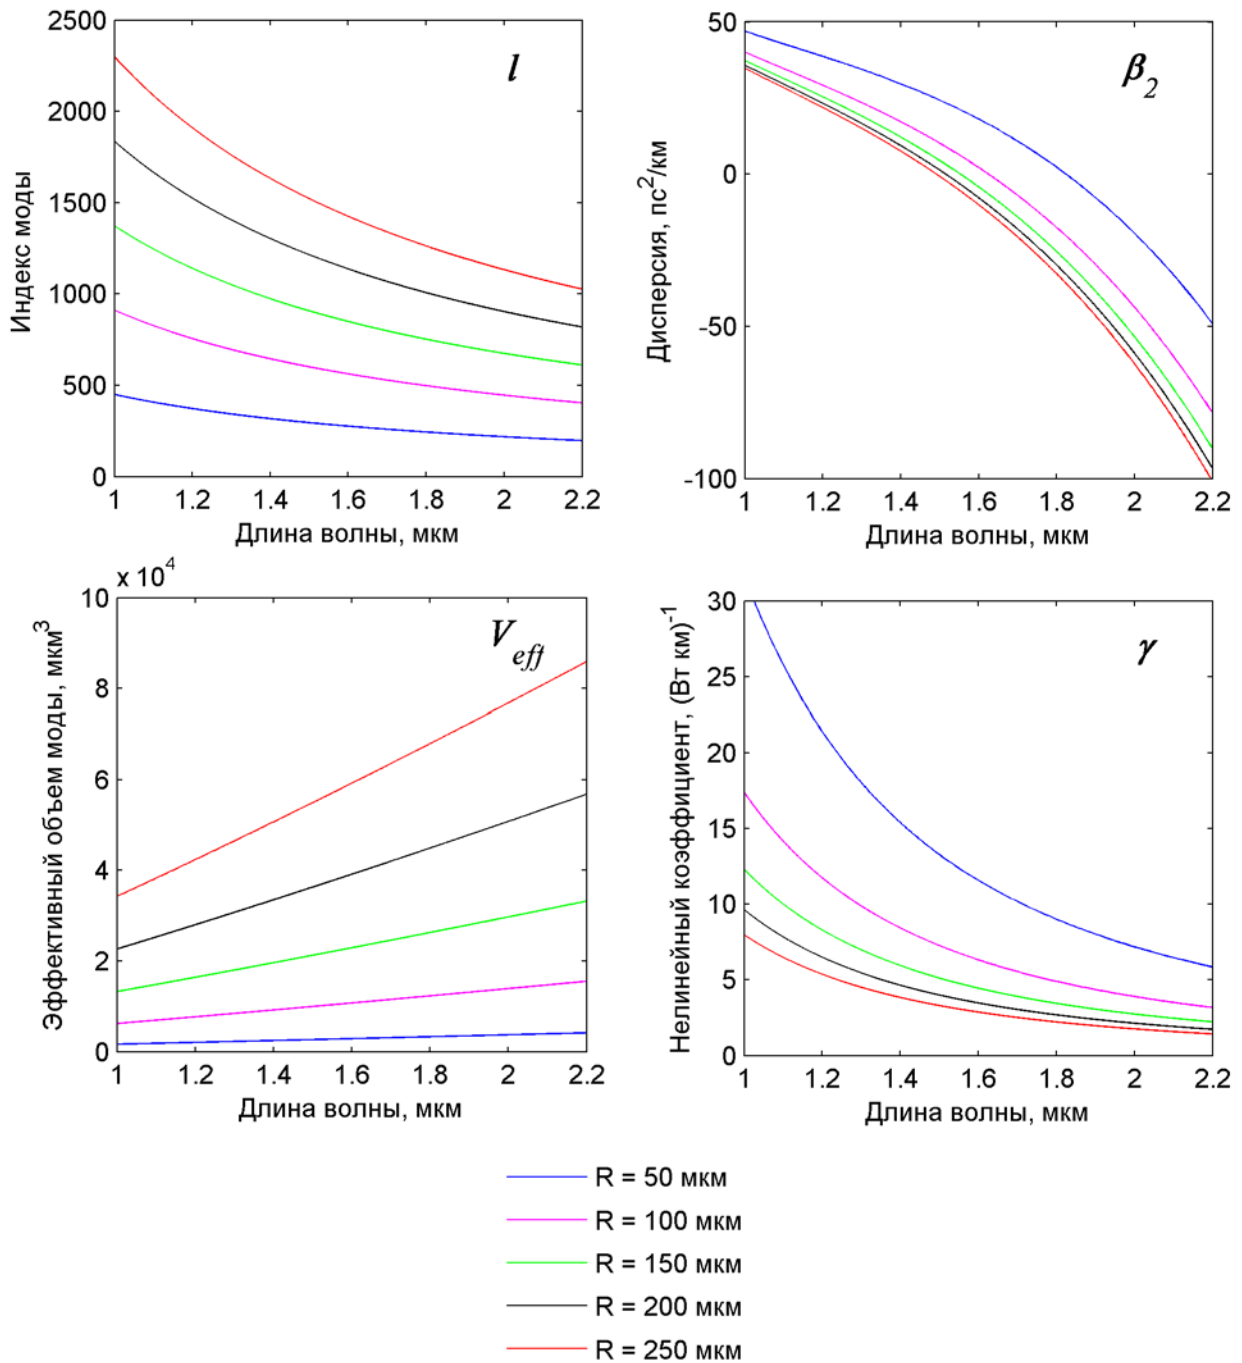 2500
2000
1500
1000
500
0
1
1.2
1.4
1.6
1.8
2
2.2
Индекс моды
Длина волны, мкм
l
50
0
-50
-100
1
1.2
1.4
1.6
1.8
2
2.2
Дисперсия, пс²/км
Длина волны, мкм
β₂
x 10⁴
10
8
6
4
2
0
1
1.2
1.4
1.6
1.8
2
2.2
Эффективный объем моды, мкм³
Длина волны, мкм
V_eff
30
25
20
15
10
5
0
1
1.2
1.4
1.6
1.8
2
2.2
Нелинейный коэффициент, (Вт км)⁻¹
Длина волны, мкм
γ
R = 50 мкм
R = 100 мкм
R = 150 мкм
R = 200 мкм
R = 250 мкм